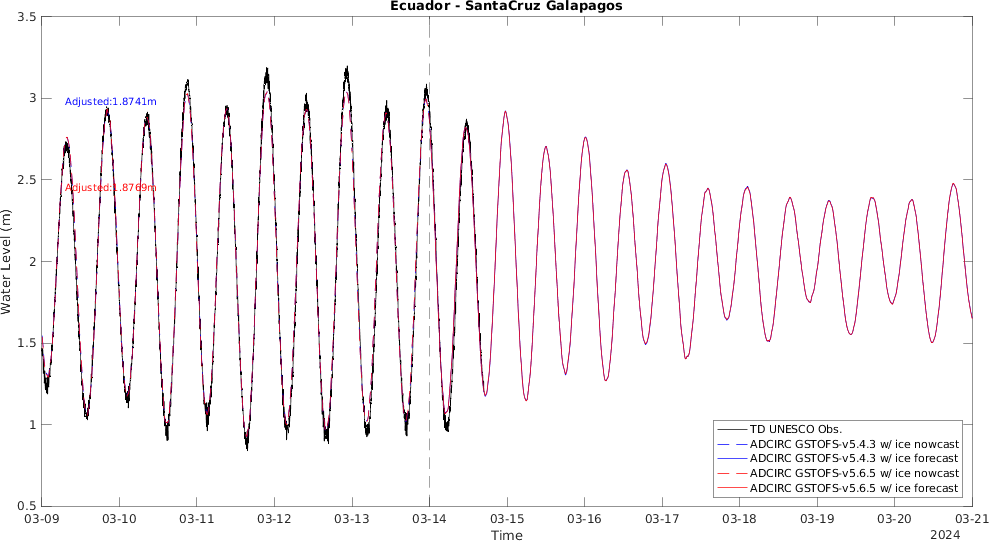 Ecuador - SantaCruz Galapagos
3.5
3
2.5
2
1.5
1
0.5
Water Level (m)
Adjusted:1.8741m
Adjusted:1.8769m
TD UNESCO Obs.
ADCIRC GSTOFS-v5.4.3 w/ ice nowcast
ADCIRC GSTOFS-v5.4.3 w/ ice forecast
ADCIRC GSTOFS-v5.6.5 w/ ice nowcast
ADCIRC GSTOFS-v5.6.5 w/ ice forecast
03-09 03-10 03-11 03-12 03-13 03-14 03-15 03-16 03-17 03-18 03-19 03-20 03-21
Time
2024